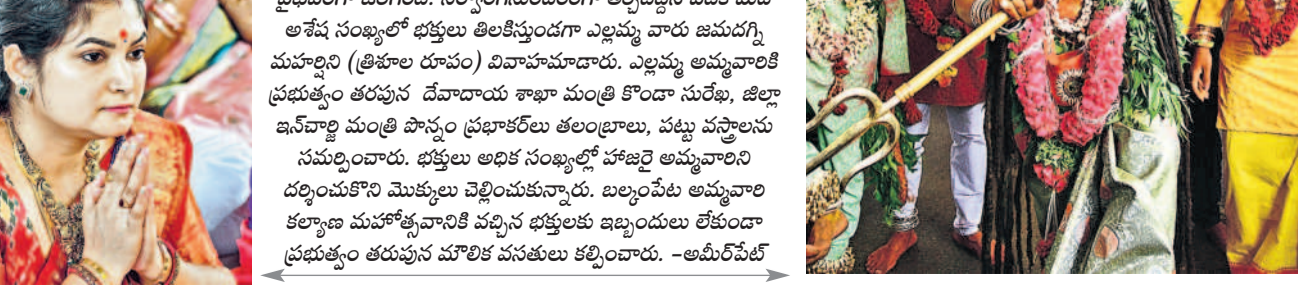 అశేష సంఖ్యలో భక్తులు తిలకిస్తుండగా ఎల్లమ్మ వారు జమదగ్ని
మహర్షిని (త్రిశూల రూపం) వివాహమాడారు. ఎల్లమ్మ అమ్మవారికి
ప్రభుత్వం తరపున దేవాదాయ శాఖా మంత్రి కొండా సురేఖ, జిల్లా
ఇన్‌చార్జి మంత్రి పొన్నం ప్రభాకర్‌లు తలంబ్రాలు, పట్టు వస్త్రాలను
సమర్పించారు. భక్తులు అధిక సంఖ్యల్లో హాజరై అమ్మవారిని
దర్శించుకొని మొక్కులు చెల్లించుకున్నారు. బల్కంపేట అమ్మవారి
కల్యాణ మహోత్సవానికి వచ్చిన భక్తులకు ఇబ్బందులు లేకుండా
ప్రభుత్వం తరుపున మౌలిక వసతులు కల్పించారు. –అమీర్‌పేట్